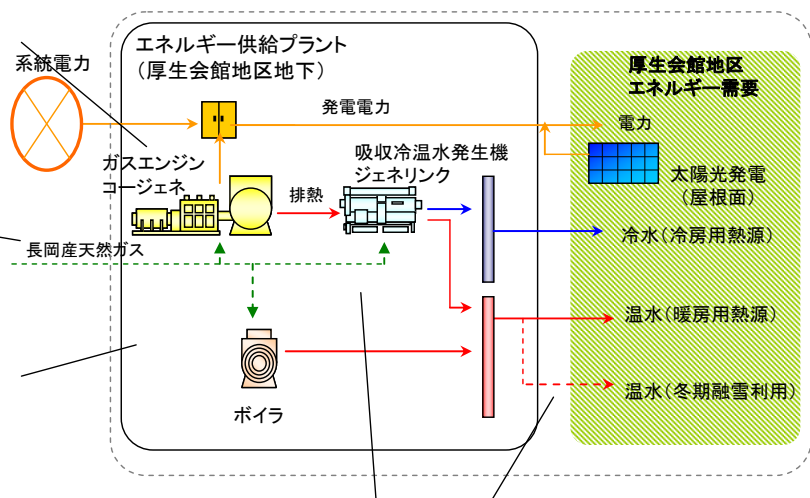 エネルギー供給プラント
（厚生会館地区地下）
系統電力
厚生会館地区
エネルギー需要
発電電力
電力
ガスエンジン
コージェネ
吸収冷温水発生機
ジェネリンク
排熱
太陽光発電
（屋根面）
長岡産天然ガス
冷水（冷房用熱源）
温水（暖房用熱源）
温水（冬期融雪利用）
ボイラ